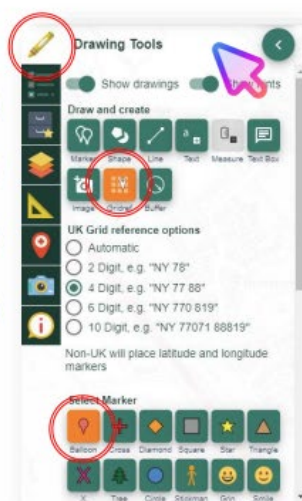 Drawing Tools
Show drawings
Draw and create
Marker Shape Line Text Measure Text Box
Image Gridref Buffer
UK Grid reference options
Automatic
2 Digit, e.g. "NY 78"
4 Digit, e.g. "NY 77 88"
6 Digit, e.g. "NY 770 819"
10 Digit, e.g. "NY 77071 88819"
Non-UK will place latitude and longitude
markers
Select Marker
Balloon Cross Diamond Square Star Triangle
X Tree Circle Stickman Grin Smile